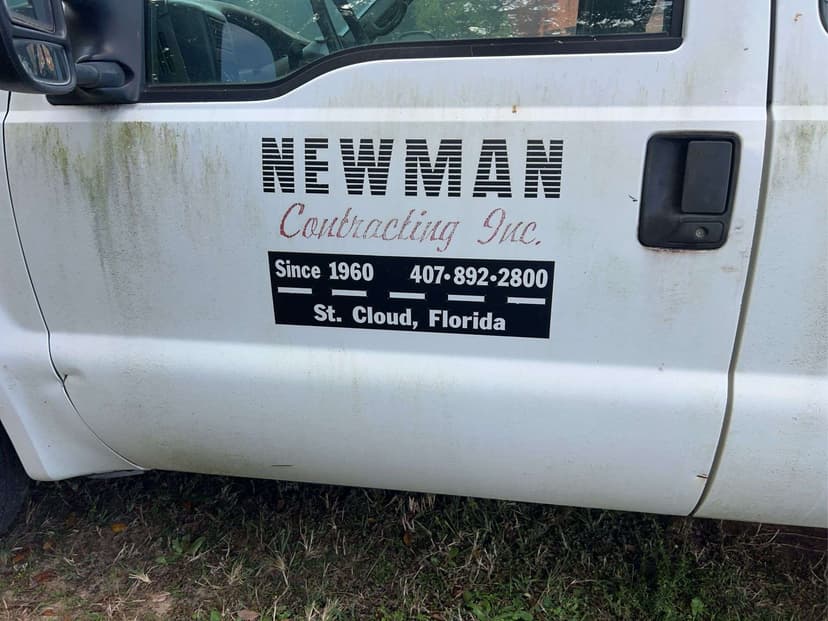 NEWMAN
Contracting Inc.
Since 1960 407•892•2800
St. Cloud, Florida